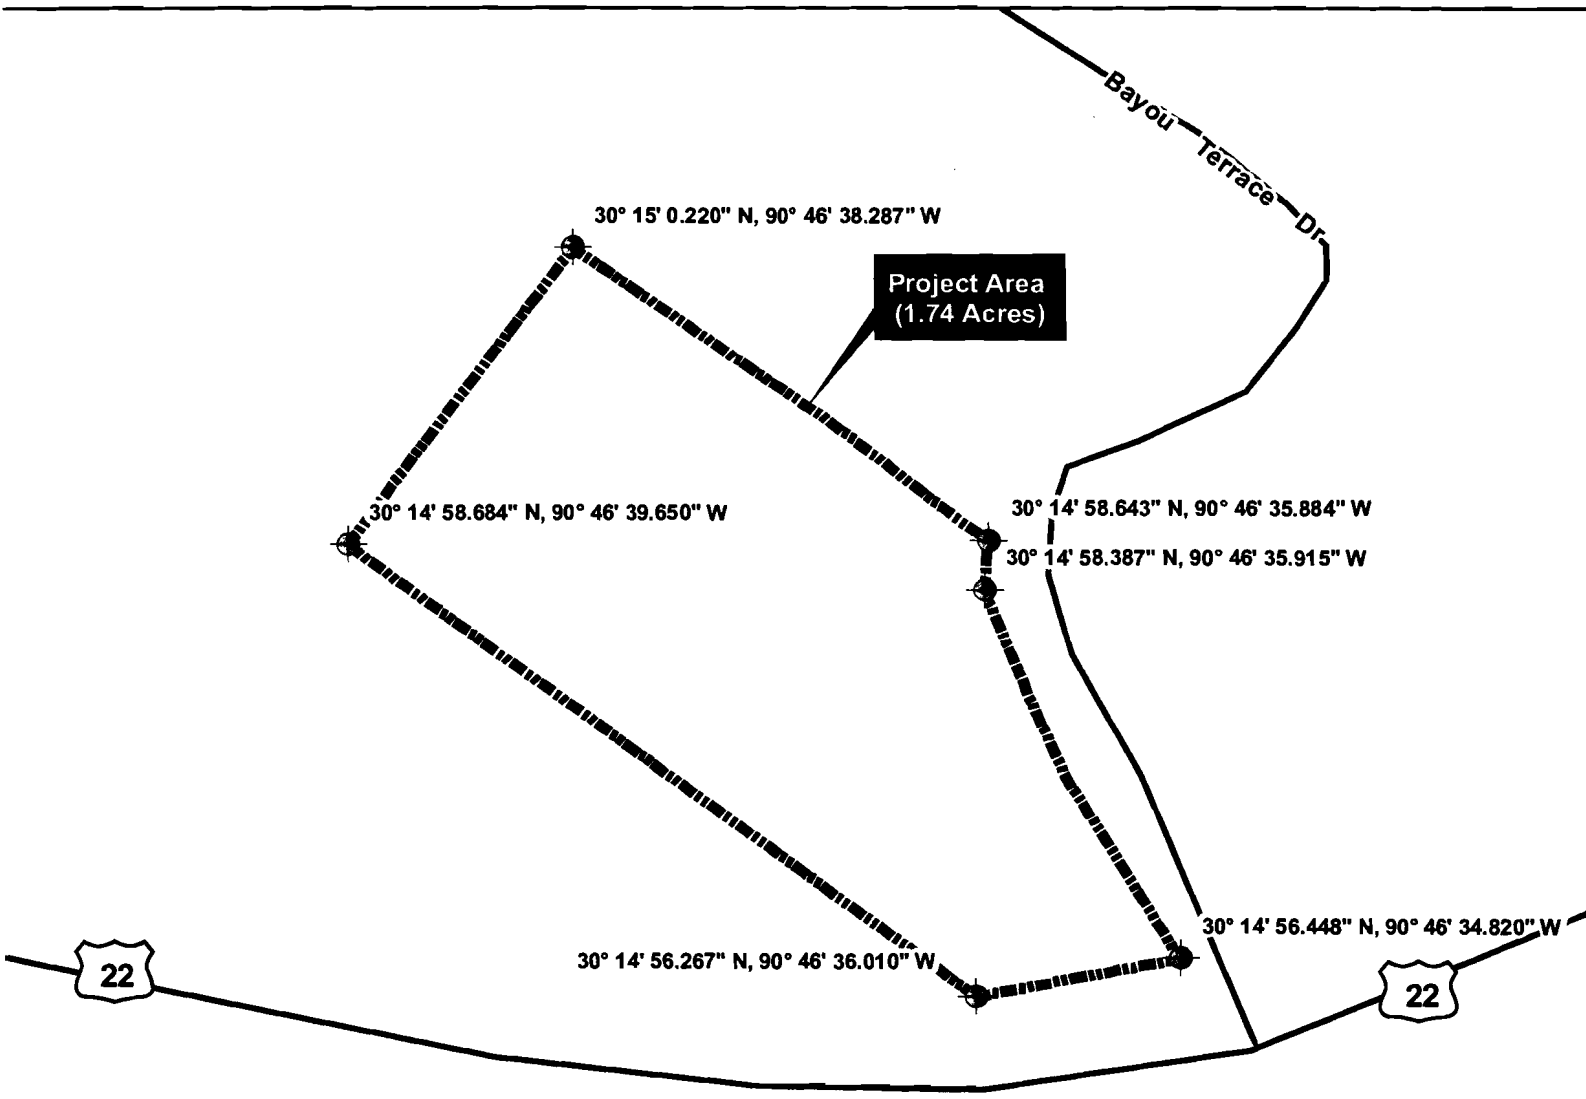 Bayou Terrace Dr
30° 15' 0.220" N, 90° 46' 38.287" W
Project Area
(1.74 Acres)
30° 14' 58.684" N, 90° 46' 39.650" W
30° 14' 58.643" N, 90° 46' 35.884" W
30° 14' 58.387" N, 90° 46' 35.915" W
30° 14' 56.448" N, 90° 46' 34.820" W
30° 14' 56.267" N, 90° 46' 36.010" W
22
22